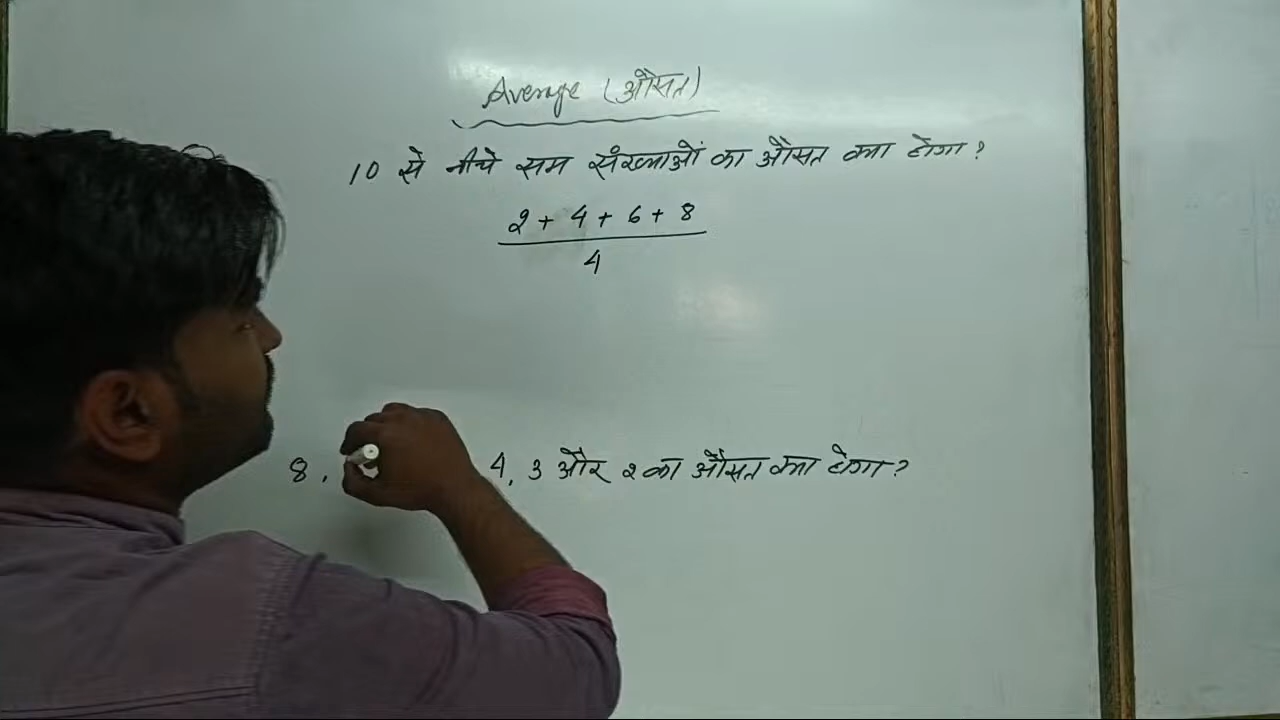 Average (औसत)
10 से नीचे सम संख्याओं का औसत क्या होगा?
2 + 4 + 6 + 8
4
8, 4, 3 और 2 का औसत क्या होगा?